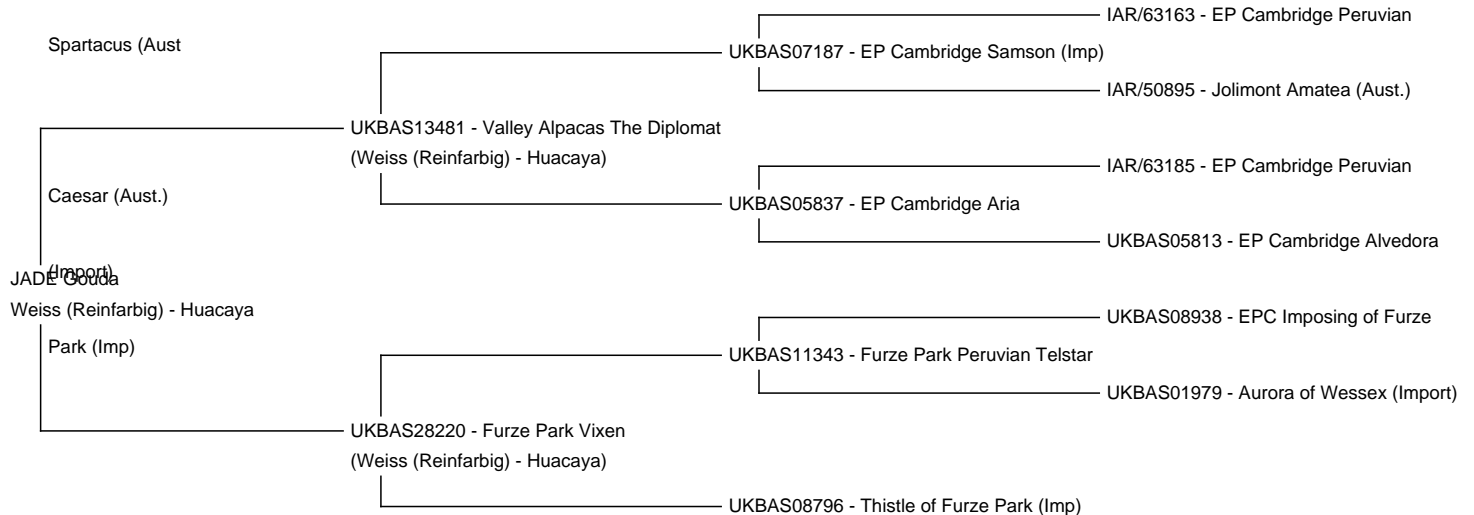 IAR/63163 - EP Cambridge Peruvian
Spartacus (Aust
UKBAS07187 - EP Cambridge Samson (Imp)
IAR/50895 - Jolimont Amatea (Aust.)
UKBAS13481 - Valley Alpacas The Diplomat
(Weiss (Reinfarbig) - Huacaya)
IAR/63185 - EP Cambridge Peruvian
Caesar (Aust.)
UKBAS05837 - EP Cambridge Aria
UKBAS05813 - EP Cambridge Alvedora
(Import)
JADE Gouda
Weiss (Reinfarbig) - Huacaya
UKBAS08938 - EPC Imposing of Furze
Park (Imp)
UKBAS11343 - Furze Park Peruvian Telstar
UKBAS01979 - Aurora of Wessex (Import)
UKBAS28220 - Furze Park Vixen
(Weiss (Reinfarbig) - Huacaya)
UKBAS08796 - Thistle of Furze Park (Imp)